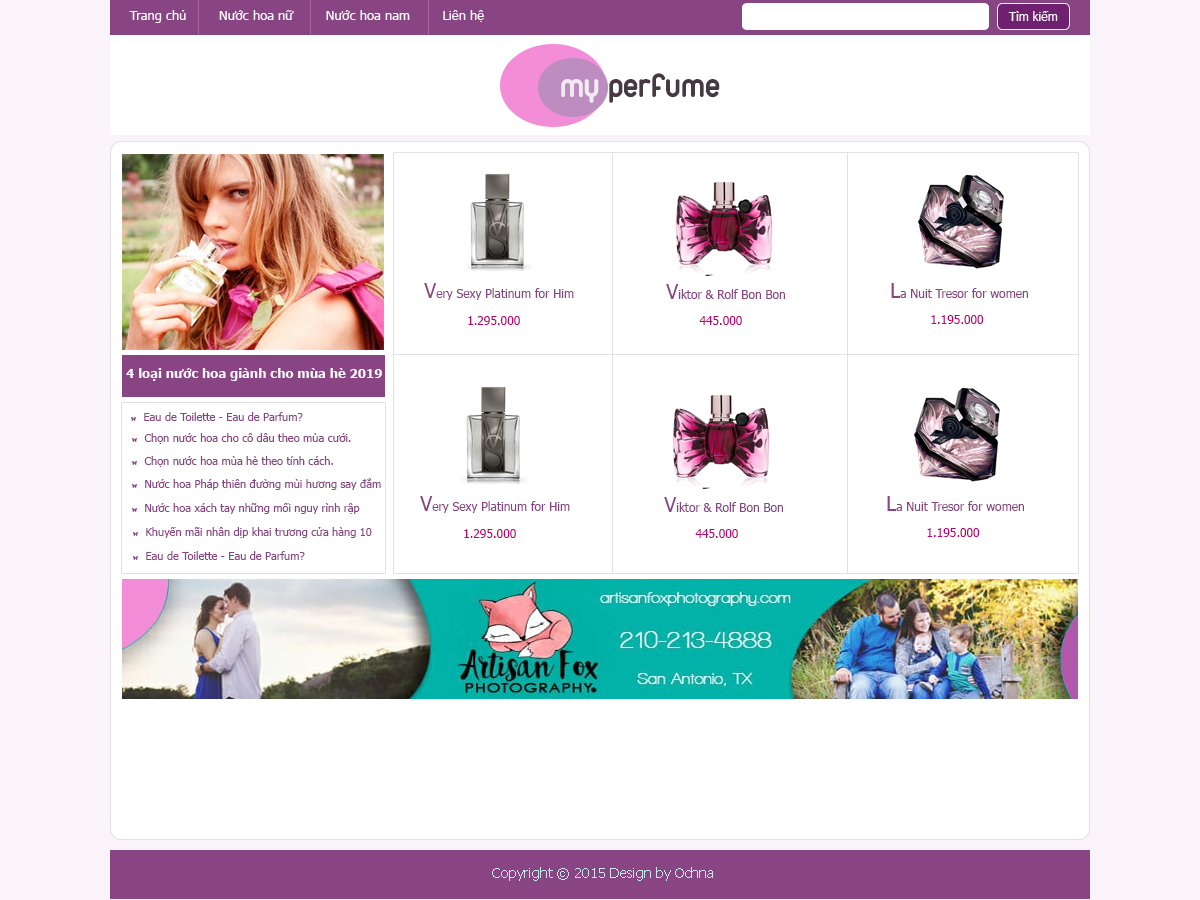 Trang chủ
Nước hoa nữ
Nước hoa nam
Liên hệ
Tìm kiếm
my perfume
Very Sexy Platinum for Him
1.295.000
Viktor & Rolf Bon Bon
445.000
La Nuit Tresor for women
1.195.000
4 loại nước hoa giành cho mùa hè 2019
Eau de Toilette - Eau de Parfum?
Chọn nước hoa cho cô dâu theo mùa cưới.
Chọn nước hoa mùa hè theo tính cách.
Nước hoa Pháp thiên đường mùi hương say đắm
Nước hoa xách tay những mối nguy rình rập
Khuyến mãi nhân dịp khai trương cửa hàng 10
Eau de Toilette - Eau de Parfum?
Very Sexy Platinum for Him
1.295.000
Viktor & Rolf Bon Bon
445.000
La Nuit Tresor for women
1.195.000
Artisan Fox
PHOTOGRAPHY.
artisanfoxphotography.com
210-213-4888
San Antonio, TX
Copyright © 2015 Design by Odna